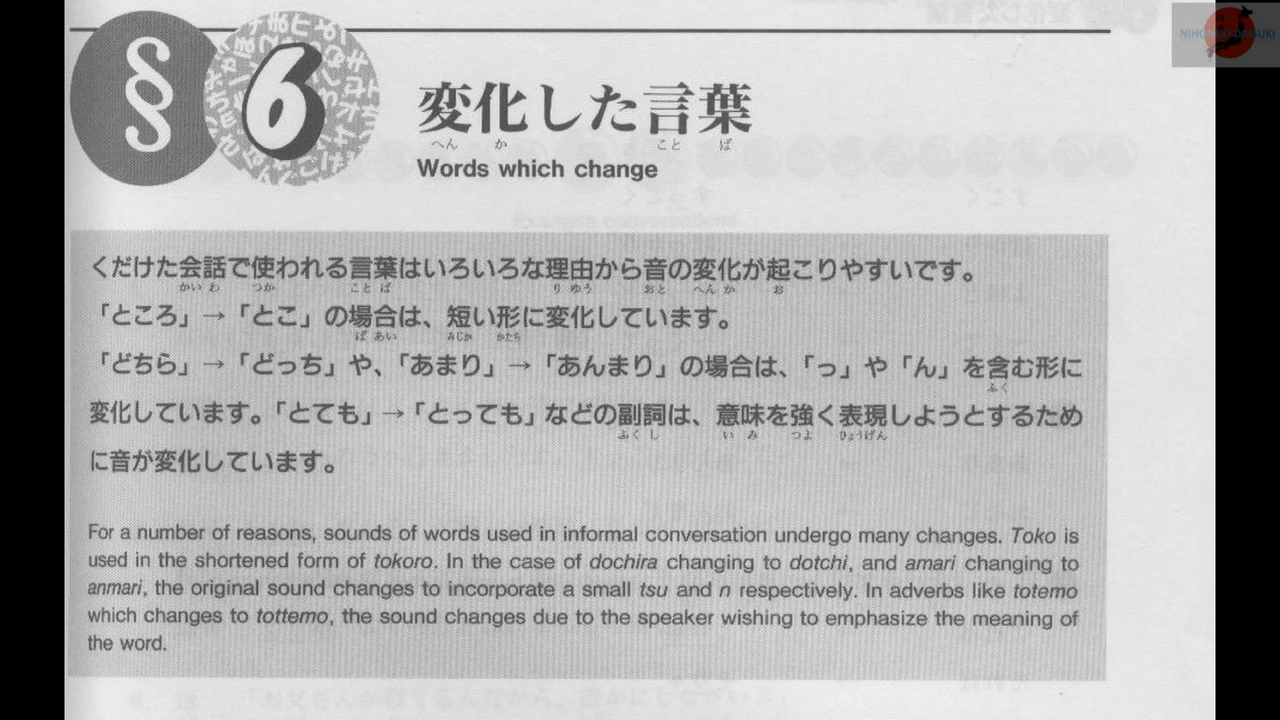 § 6
変化した言葉
へん か こと ば
Words which change
くだけた会話で使われる言葉はいろいろな理由から音の変化が起こりやすいです。
かい わ つか こと ば り ゆう おと へん か お
「ところ」→「とこ」の場合は、短い形に変化しています。
ば あい みじか かたち
「どちら」→「どっち」や、「あまり」→「あんまり」の場合は、「っ」や「ん」を含む形に
ふく
変化しています。「とても」→「とっても」などの副詞は、意味を強く表現しようとするため
ふく し い み つよ ひょうげん
に音が変化しています。
For a number of reasons, sounds of words used in informal conversation undergo many changes. Toko is
used in the shortened form of tokoro. In the case of dochira changing to dotchi, and amari changing to
anmari, the original sound changes to incorporate a small tsu and n respectively. In adverbs like totemo
which changes to tottemo, the sound changes due to the speaker wishing to emphasize the meaning of
the word.
NIHONGO DAISUKI